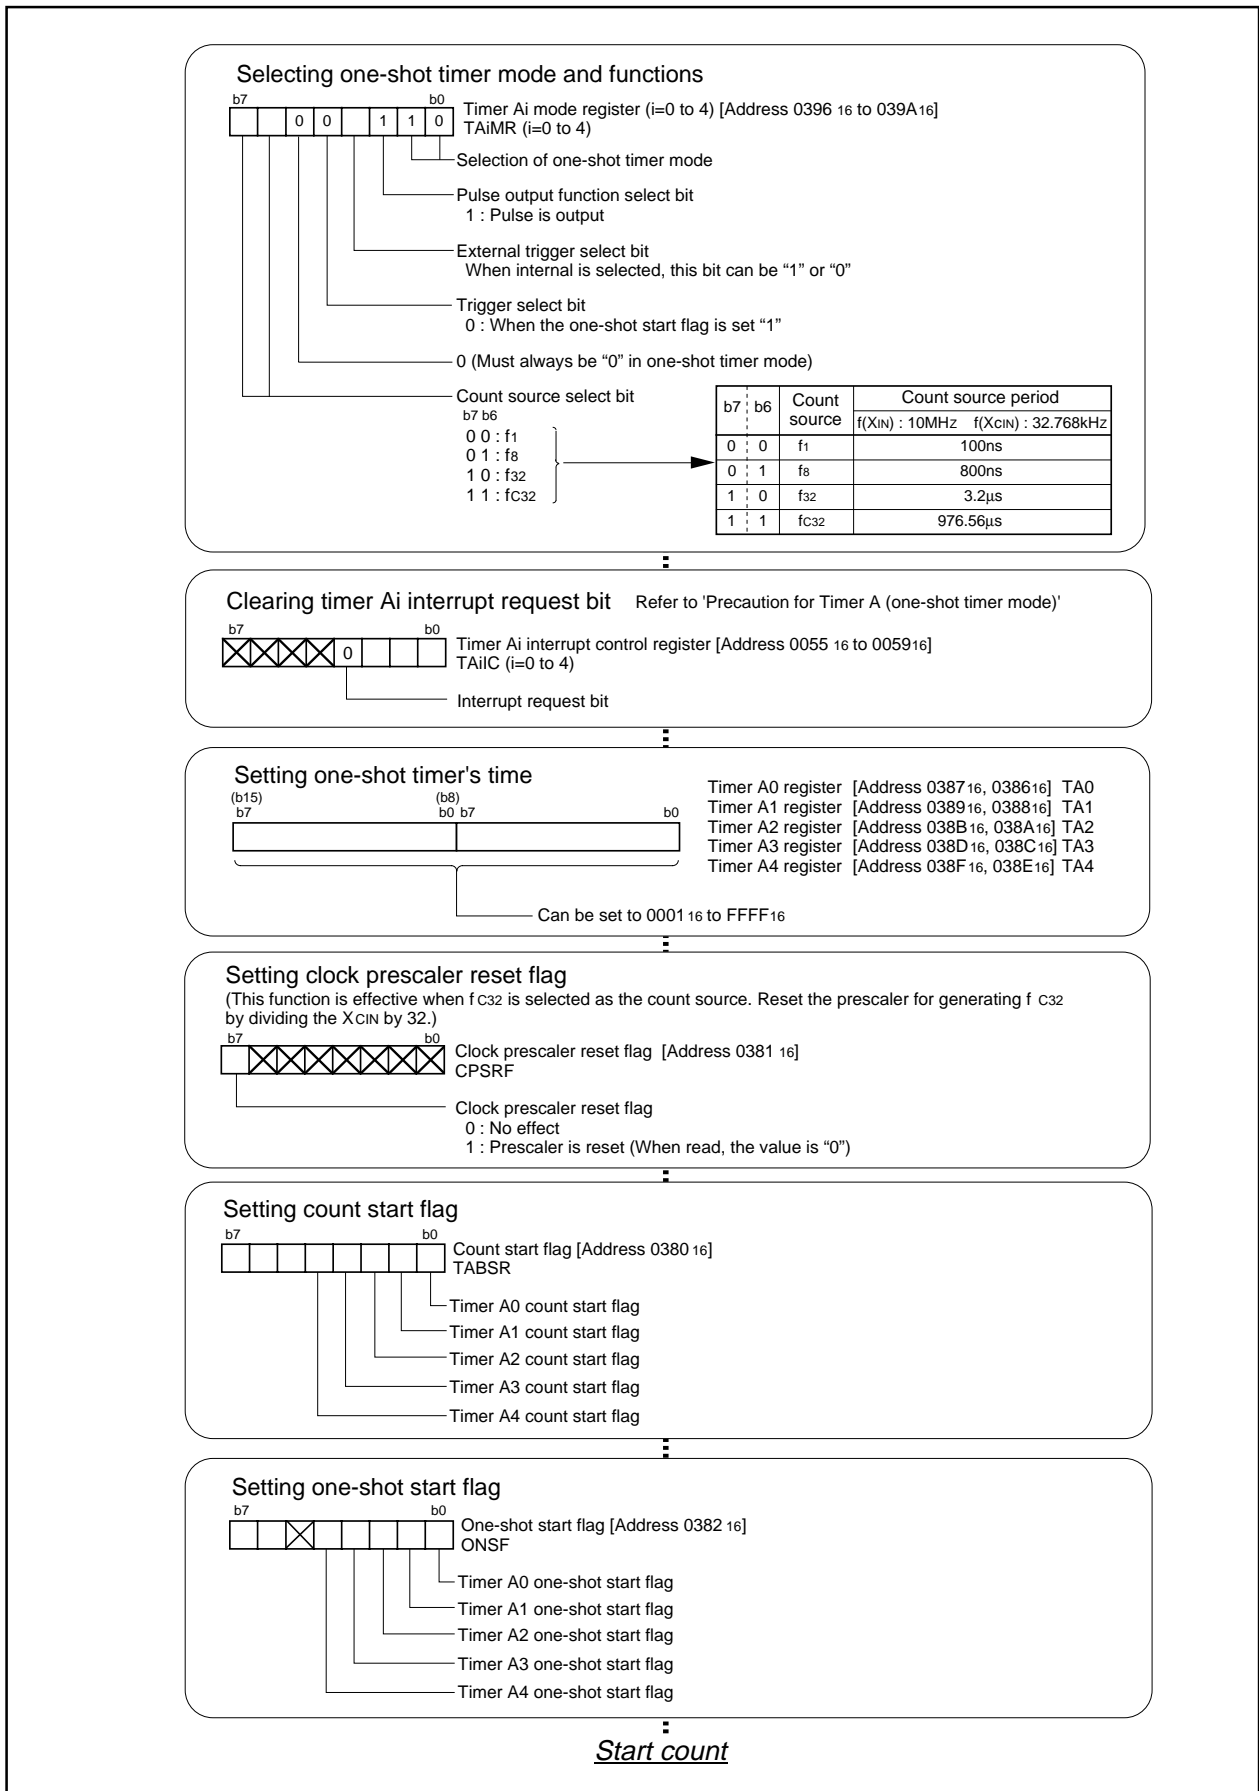 Selecting one-shot timer mode and functions
b7 b0
0 0 1 1 0
Timer Ai mode register (i=0 to 4) [Address 0396 16 to 039A16]
TAiMR (i=0 to 4)
Selection of one-shot timer mode
Pulse output function select bit
1 : Pulse is output
External trigger select bit
When internal is selected, this bit can be “1” or “0”
Trigger select bit
0 : When the one-shot start flag is set “1”
0 (Must always be “0” in one-shot timer mode)
Count source select bit
b7 b6
0 0 : f1
0 1 : f8
1 0 : f32
1 1 : fC32
b7 b6 Count source Count source period
f(XIN) : 10MHz f(XCIN) : 32.768kHz
0 0 f1 100ns
0 1 f8 800ns
1 0 f32 3.2µs
1 1 fC32 976.56µs
Clearing timer Ai interrupt request bit Refer to 'Precaution for Timer A (one-shot timer mode)'
b7 b0
0
Timer Ai interrupt control register [Address 0055 16 to 005916]
TAiIC (i=0 to 4)
Interrupt request bit
Setting one-shot timer's time
(b15) (b8)
b7 b0 b7 b0
Timer A0 register [Address 038716, 038616] TA0
Timer A1 register [Address 038916, 038816] TA1
Timer A2 register [Address 038B16, 038A16] TA2
Timer A3 register [Address 038D16, 038C16] TA3
Timer A4 register [Address 038F16, 038E16] TA4
Can be set to 0001 16 to FFFF16
Setting clock prescaler reset flag
(This function is effective when f C32 is selected as the count source. Reset the prescaler for generating f C32
by dividing the XCIN by 32.)
b7 b0
Clock prescaler reset flag [Address 0381 16]
CPSRF
Clock prescaler reset flag
0 : No effect
1 : Prescaler is reset (When read, the value is “0”)
Setting count start flag
b7 b0
Count start flag [Address 0380 16]
TABSR
Timer A0 count start flag
Timer A1 count start flag
Timer A2 count start flag
Timer A3 count start flag
Timer A4 count start flag
Setting one-shot start flag
b7 b0
One-shot start flag [Address 0382 16]
ONSF
Timer A0 one-shot start flag
Timer A1 one-shot start flag
Timer A2 one-shot start flag
Timer A3 one-shot start flag
Timer A4 one-shot start flag
Start count